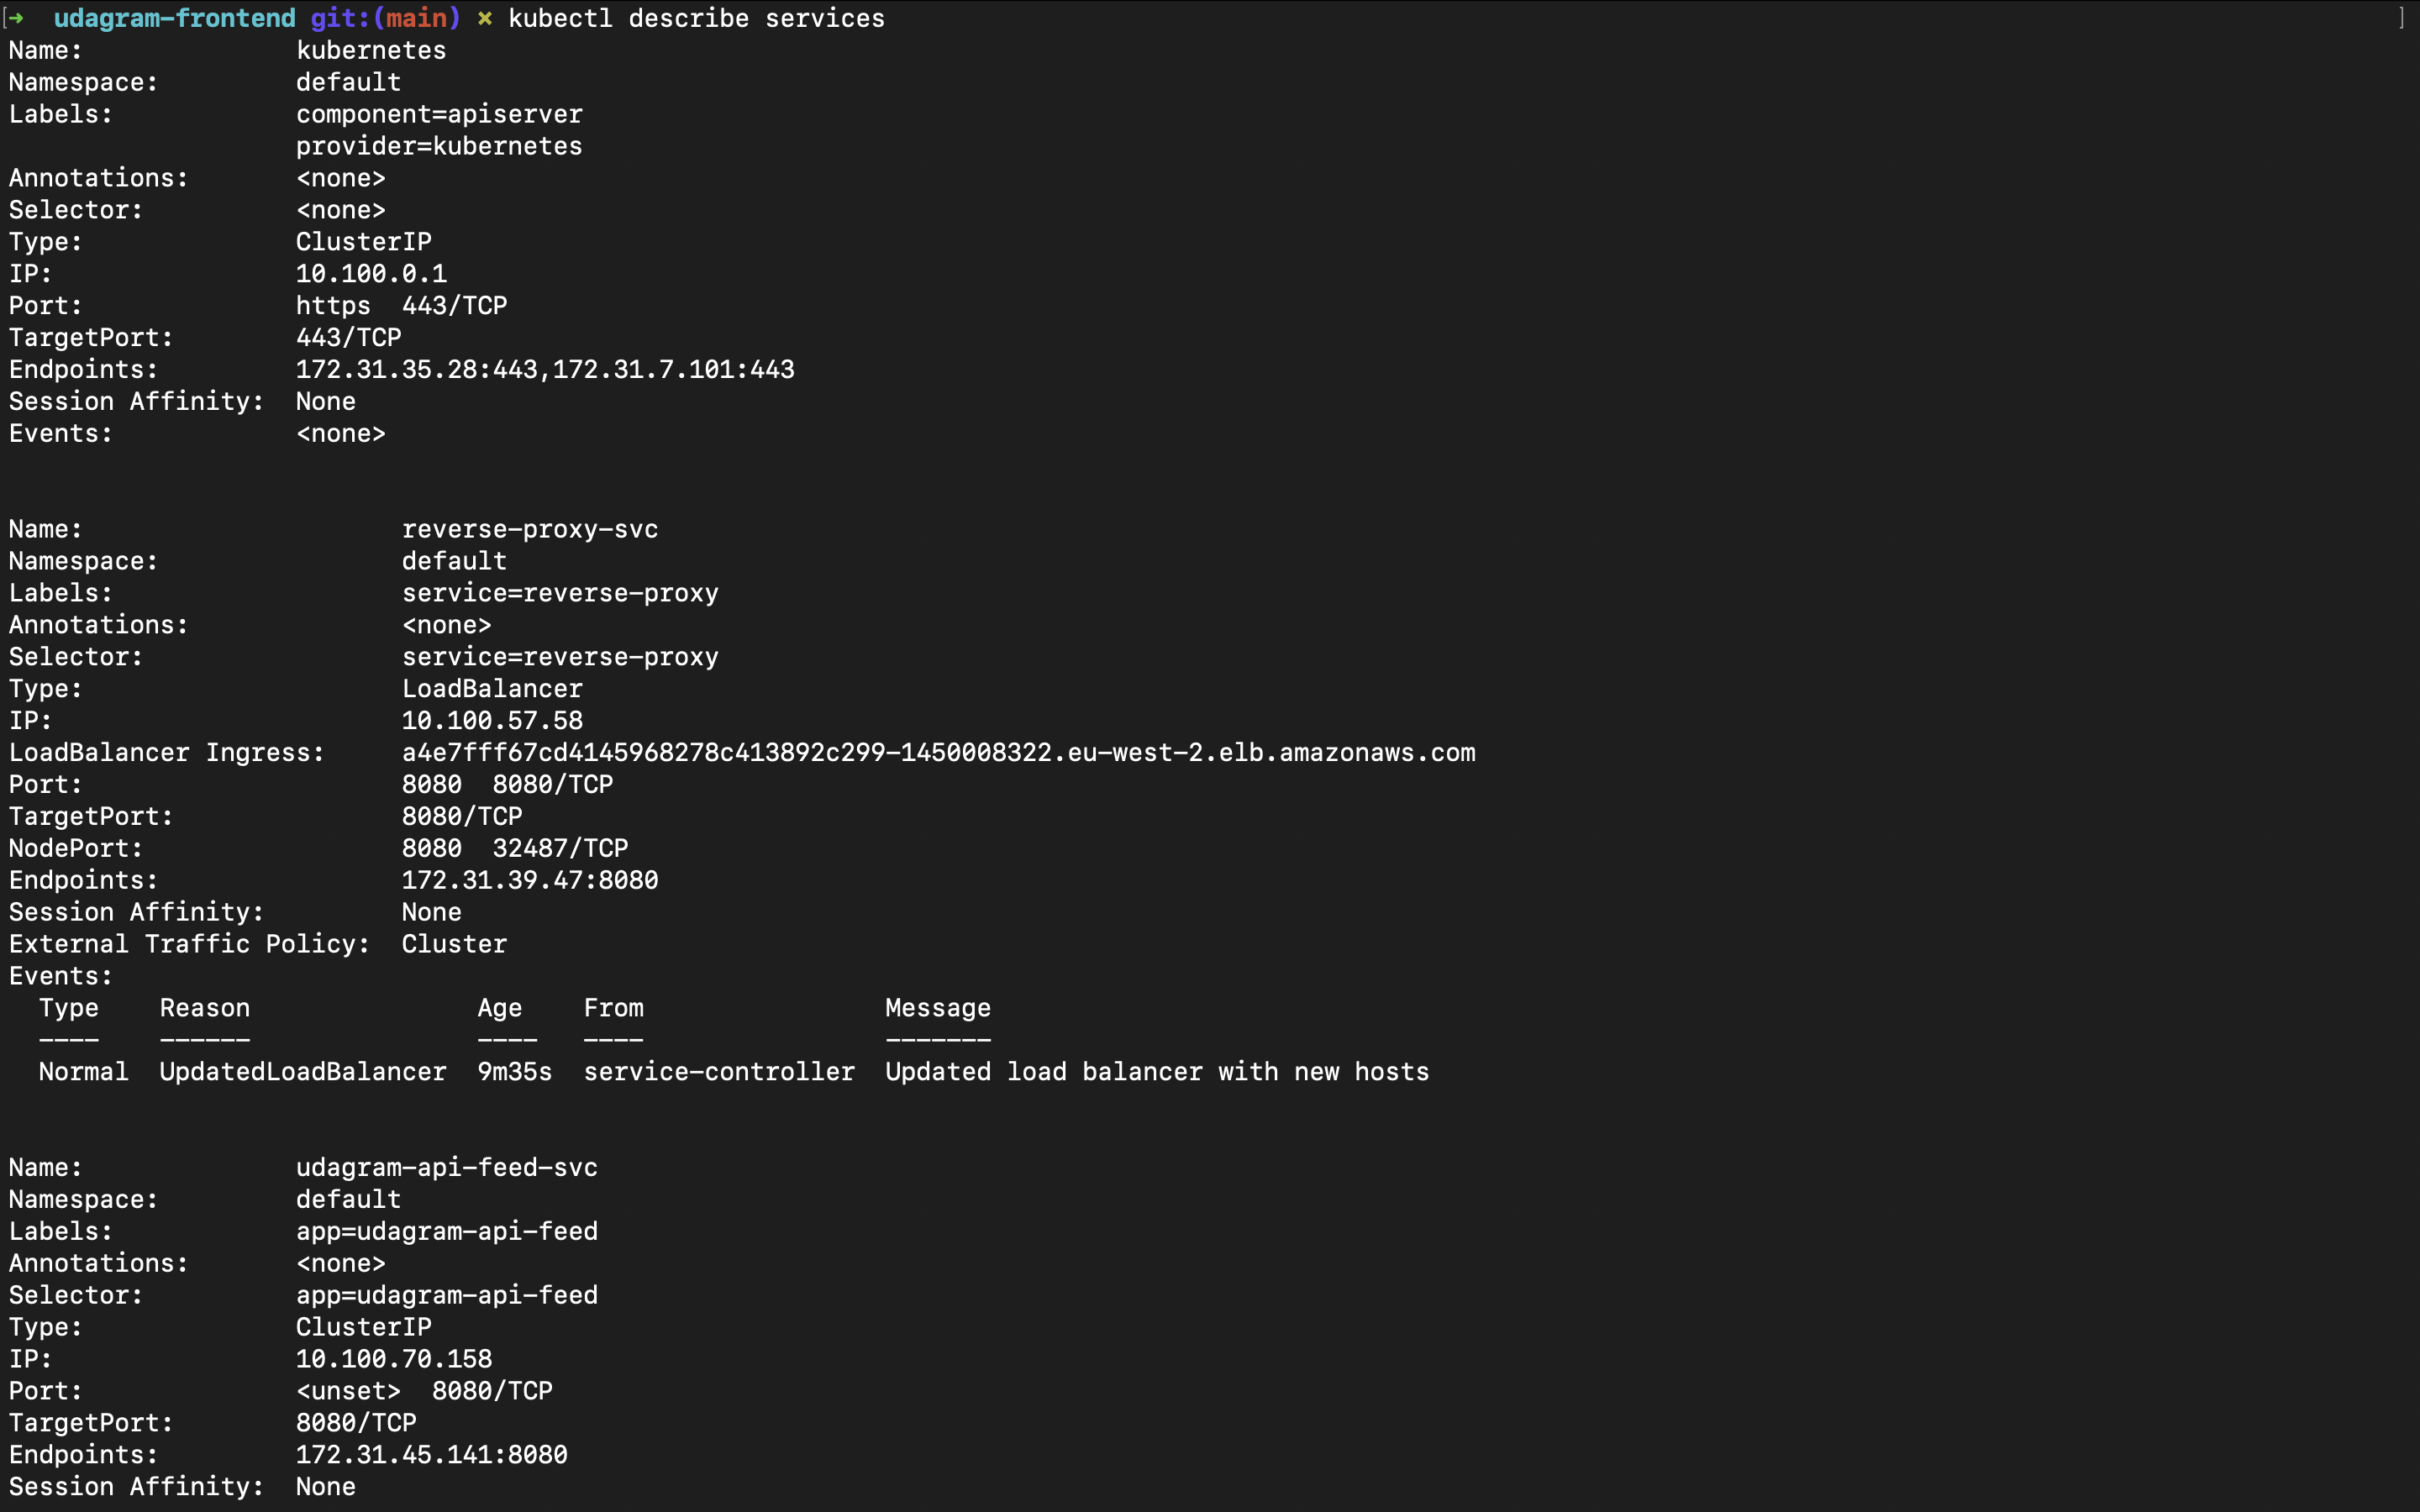 [➜  udagram-frontend git:(main) ✗ kubectl describe services ]
Name:              kubernetes
Namespace:         default
Labels:            component=apiserver
                   provider=kubernetes
Annotations:       <none>
Selector:          <none>
Type:              ClusterIP
IP:                10.100.0.1
Port:              https  443/TCP
TargetPort:        443/TCP
Endpoints:         172.31.35.28:443,172.31.7.101:443
Session Affinity:  None
Events:            <none>
Name:                     reverse-proxy-svc
Namespace:                default
Labels:                   service=reverse-proxy
Annotations:              <none>
Selector:                 service=reverse-proxy
Type:                     LoadBalancer
IP:                       10.100.57.58
LoadBalancer Ingress:     a4e7fff67cd4145968278c413892c299-1450008322.eu-west-2.elb.amazonaws.com
Port:                     8080  8080/TCP
TargetPort:               8080/TCP
NodePort:                 8080  32487/TCP
Endpoints:                172.31.39.47:8080
Session Affinity:         None
External Traffic Policy:  Cluster
Events:
  Type    Reason               Age    From                Message
  ----    ------               ----   ----                -------
  Normal  UpdatedLoadBalancer  9m35s  service-controller  Updated load balancer with new hosts
Name:              udagram-api-feed-svc
Namespace:         default
Labels:            app=udagram-api-feed
Annotations:       <none>
Selector:          app=udagram-api-feed
Type:              ClusterIP
IP:                10.100.70.158
Port:              <unset>  8080/TCP
TargetPort:        8080/TCP
Endpoints:         172.31.45.141:8080
Session Affinity:  None